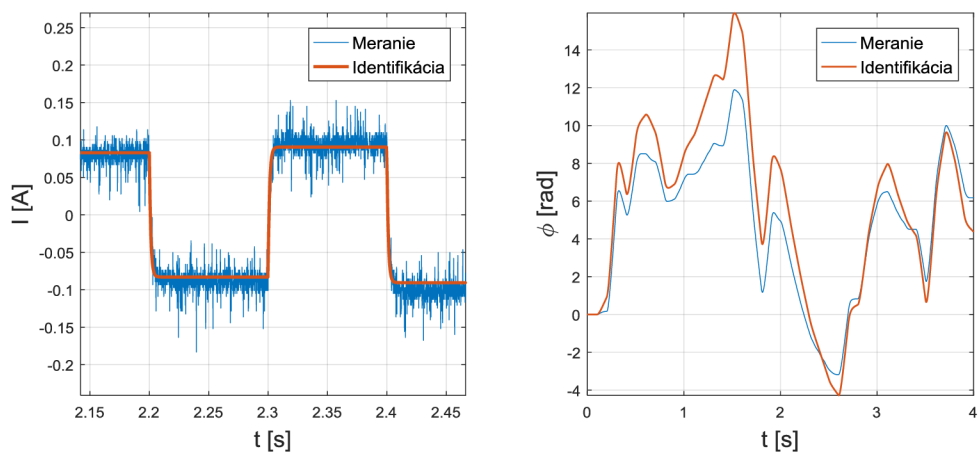 0.25
0.2
0.15
0.1
0.05
0
-0.05
-0.1
-0.15
-0.2
I [A]
2.15 2.2 2.25 2.3 2.35 2.4 2.45
t [s]
Meranie
Identifikácia
14
12
10
8
6
4
2
0
-2
-4
ϕ [rad]
0 1 2 3 4
t [s]
Meranie
Identifikácia